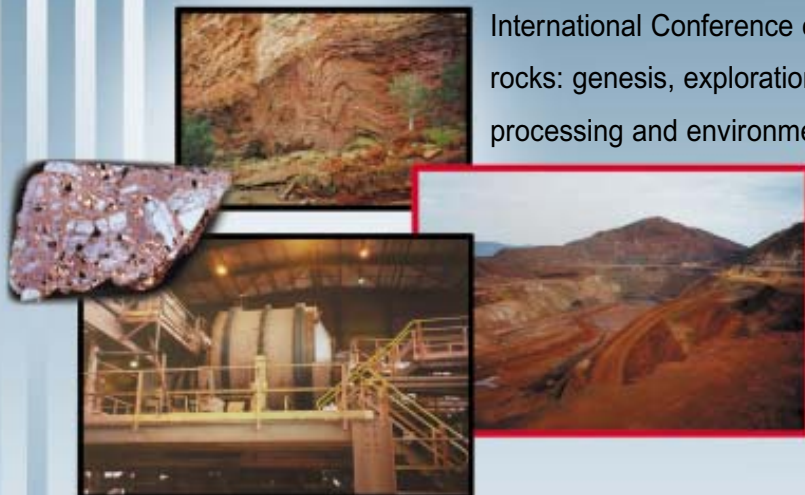 International Conference
rocks: genesis, exploration
processing and environme